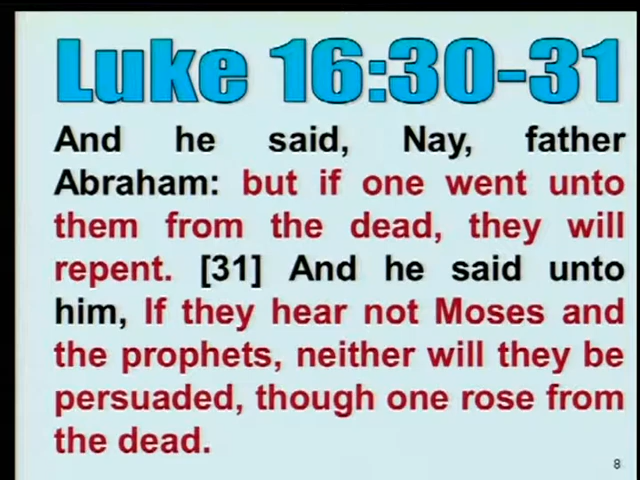 Luke 16:30-31
And he said, Nay, father
Abraham: but if one went unto
them from the dead, they will
repent. [31] And he said unto
him, If they hear not Moses and
the prophets, neither will they be
persuaded, though one rose from
the dead.
8